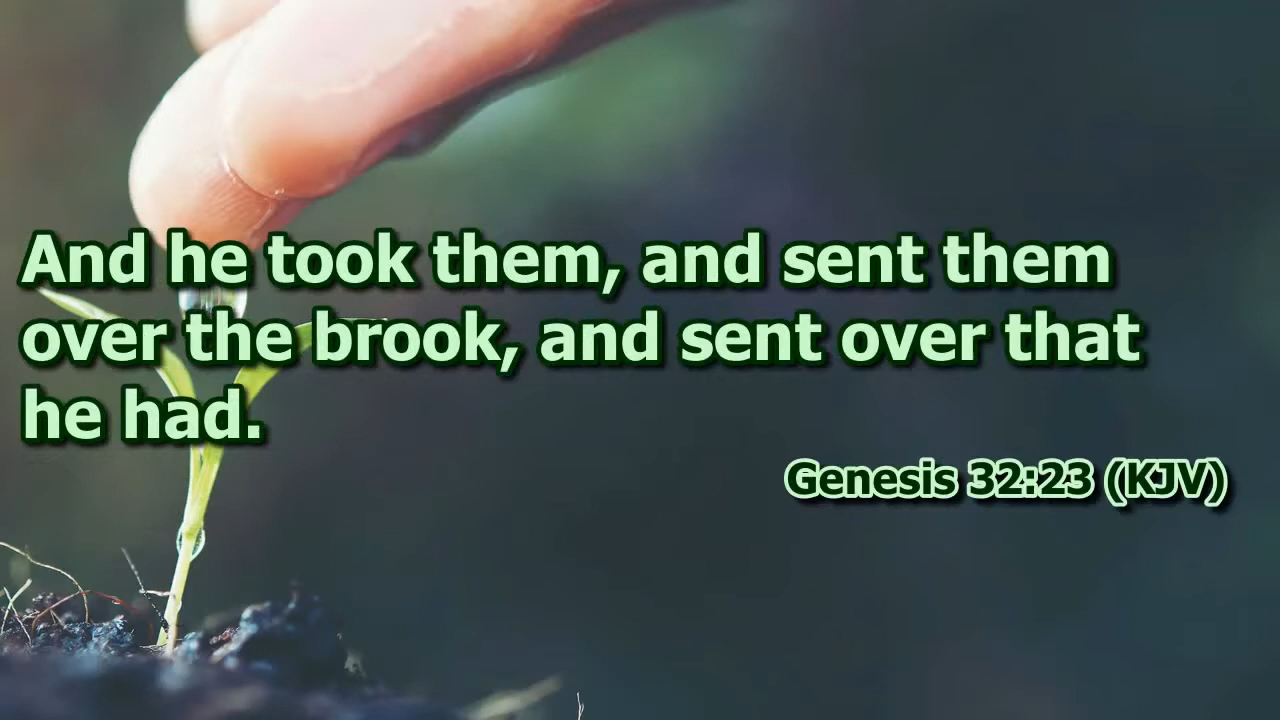 And he took them, and sent them
over the brook, and sent over that
he had.
Genesis 32:23 (KJV)